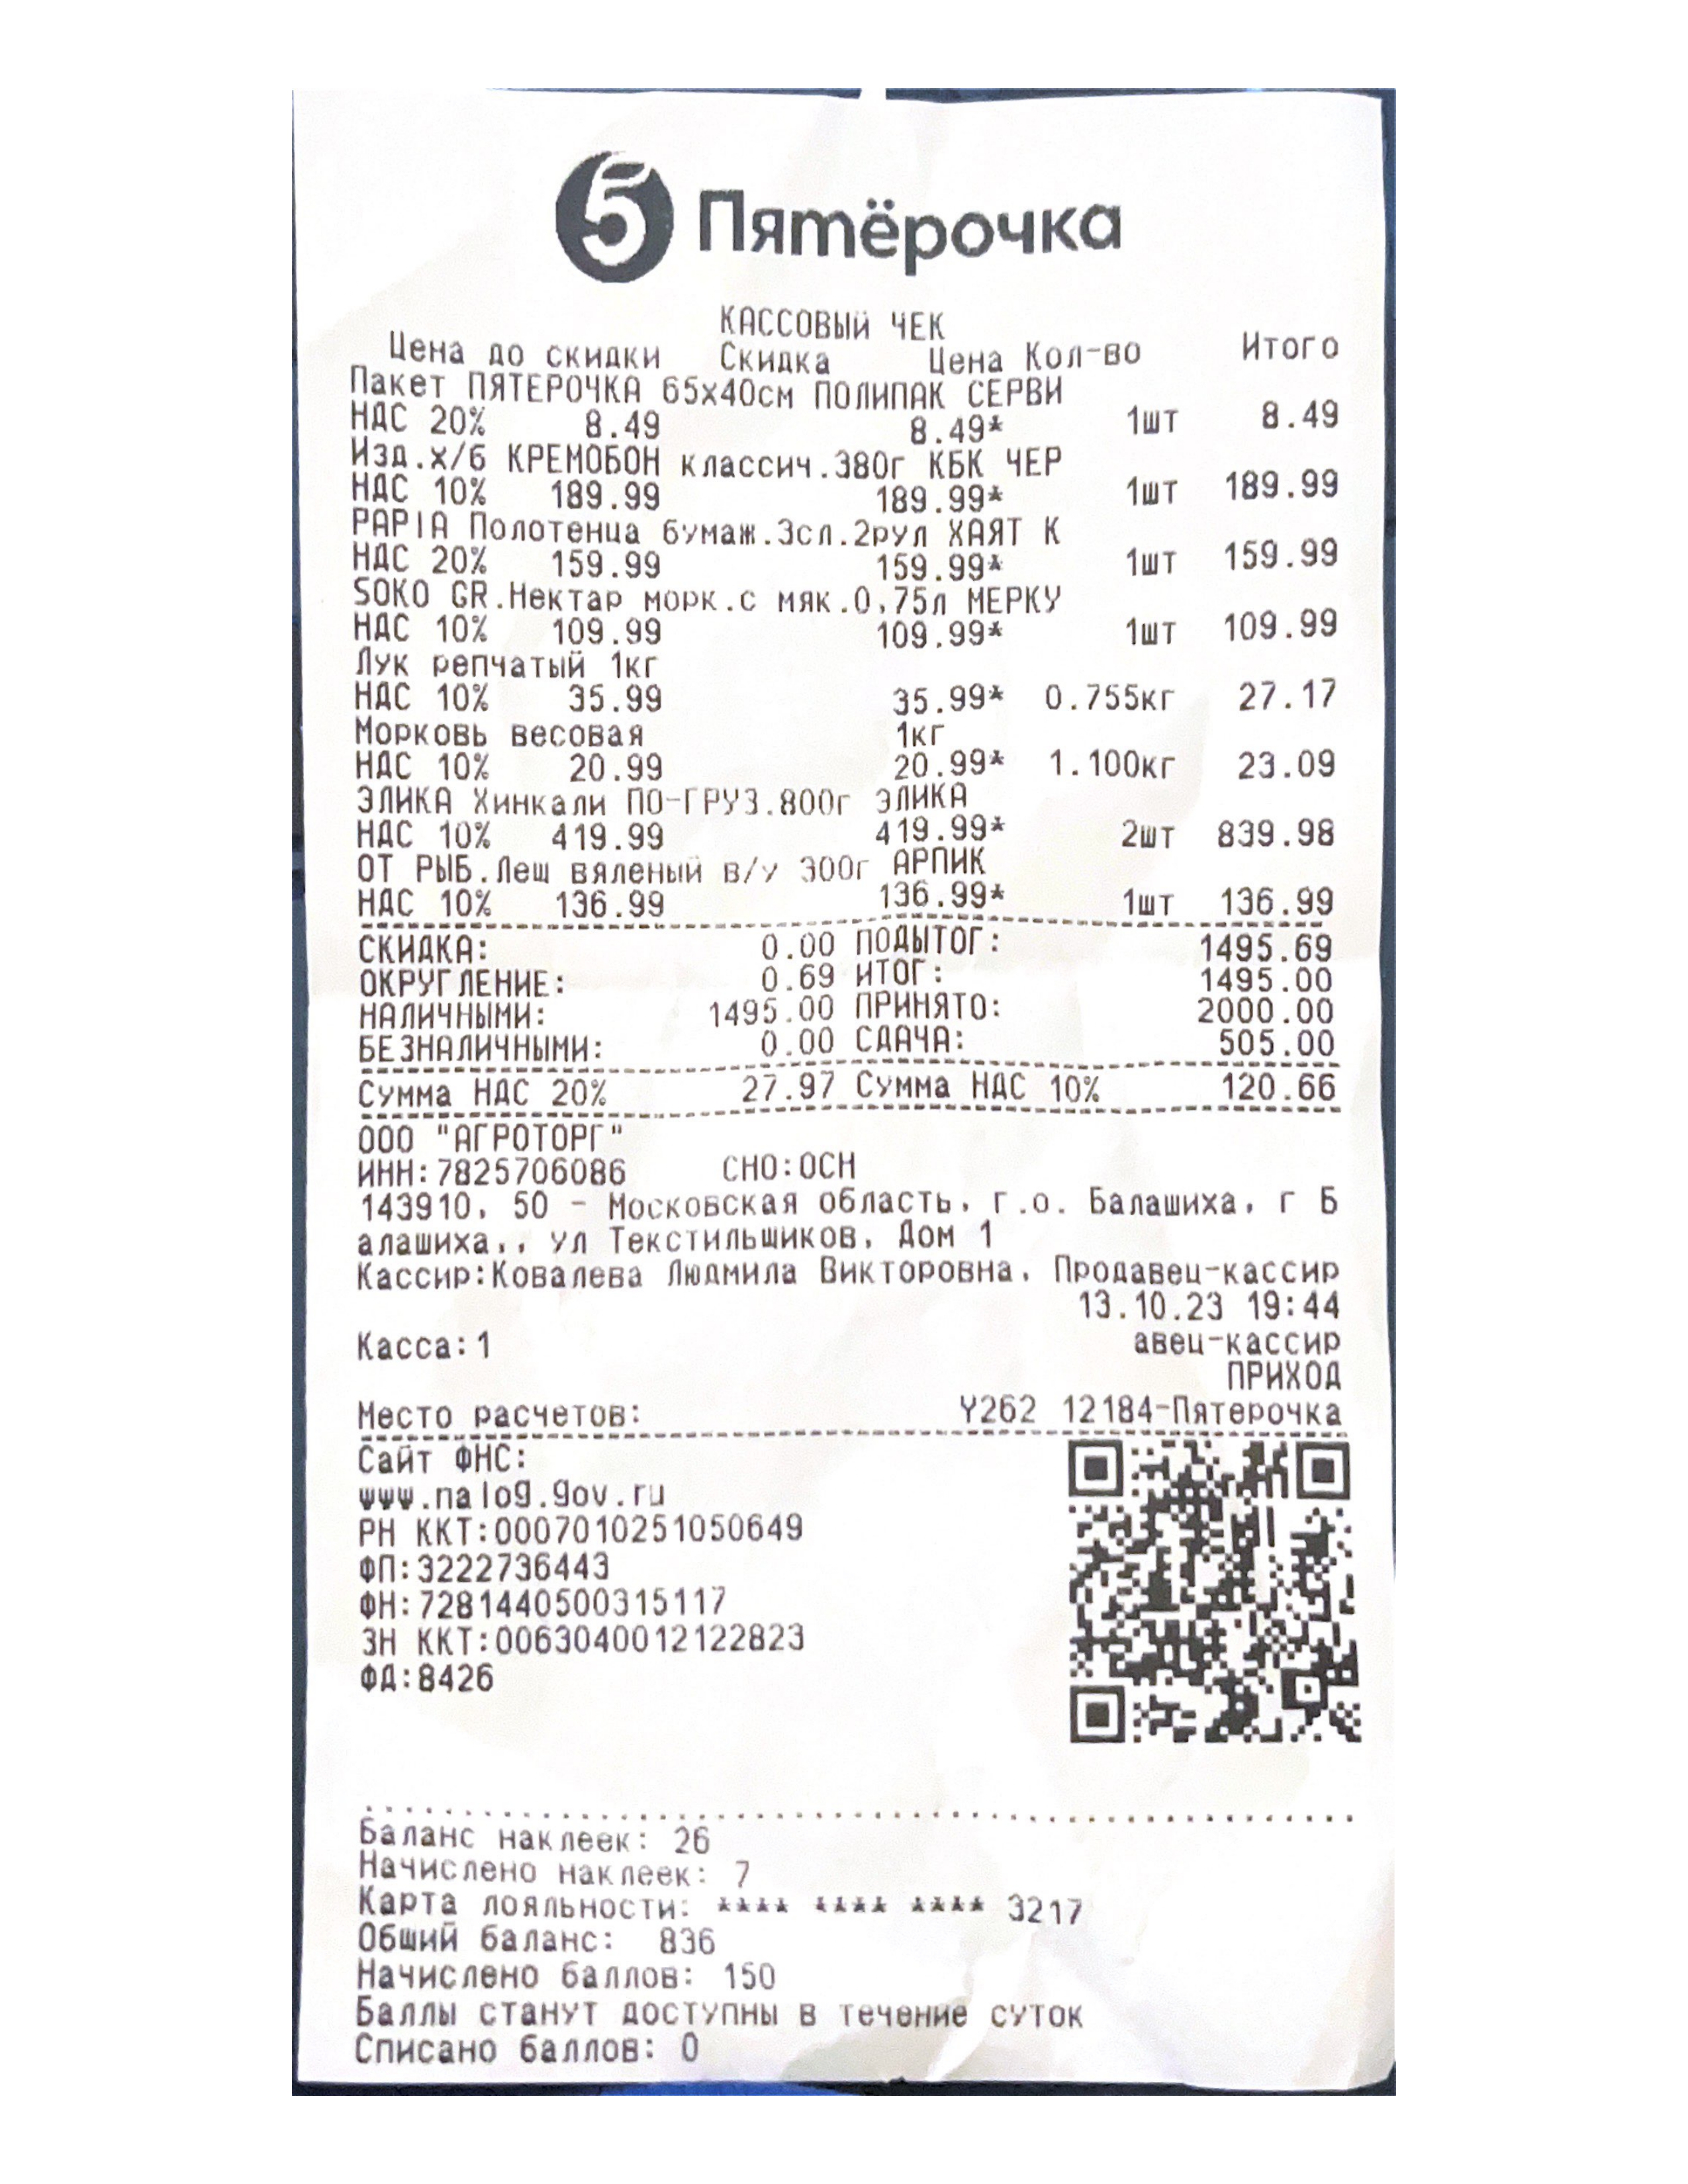 5 Пятёрочка
КАССОВЫЙ ЧЕК
Цена до скидки Скидка Цена Кол-во Итого
Пакет ПЯТЕРОЧКА 65х40см ПОЛИПАК СЕРВИ
НДС 20% 8.49 8.49* 1шт 8.49
Изд.х/б КРЕМОБОН классич.380г КБК ЧЕР
НДС 10% 189.99 189.99* 1шт 189.99
PAPIA Полотенца бумаж.3сл.2рул ХАЯТ К
НДС 20% 159.99 159.99* 1шт 159.99
SOKO GR.Нектар морк.с мяк.0,75л МЕРКУ
НДС 10% 109.99 109.99* 1шт 109.99
Лук репчатый 1кг
НДС 10% 35.99 35.99* 0.755кг 27.17
Морковь весовая 1кг
НДС 10% 20.99 20.99* 1.100кг 23.09
ЭЛИКА Хинкали ПО-ГРУЗ.800г ЭЛИКА
НДС 10% 419.99 419.99* 2шт 839.98
ОТ РЫБ.Лещ вяленый в/у 300г АРПИК
НДС 10% 136.99 136.99* 1шт 136.99
СКИДКА: 0.00 ПОДЫТОГ: 1495.69
ОКРУГЛЕНИЕ: 0.69 ИТОГ: 1495.00
НАЛИЧНЫМИ: 1495.00 ПРИНЯТО: 2000.00
БЕЗНАЛИЧНЫМИ: 0.00 СДАЧА: 505.00
Сумма НДС 20% 27.97 Сумма НДС 10% 120.66
ООО "АГРОТОРГ"
ИНН:7825706086 СНО:ОСН
143910, 50 - Московская область, г.о. Балашиха, г Б
алашиха,, ул Текстильщиков, Дом 1
Кассир:Ковалева Людмила Викторовна, Продавец-кассир
13.10.23 19:44
Касса:1 авец-кассир
ПРИХОД
Место расчетов: Y262 12184-Пятерочка
Сайт ФНС:
www.nalog.gov.ru
РН ККТ:0007010251050649
ФП:3222736443
ФН:7281440500315117
ЗН ККТ:0063040012122823
ФД:8426
Баланс наклеек: 26
Начислено наклеек: 7
Карта лояльности: **** **** **** 3217
Общий баланс: 836
Начислено баллов: 150
Баллы станут доступны в течение суток
Списано баллов: 0